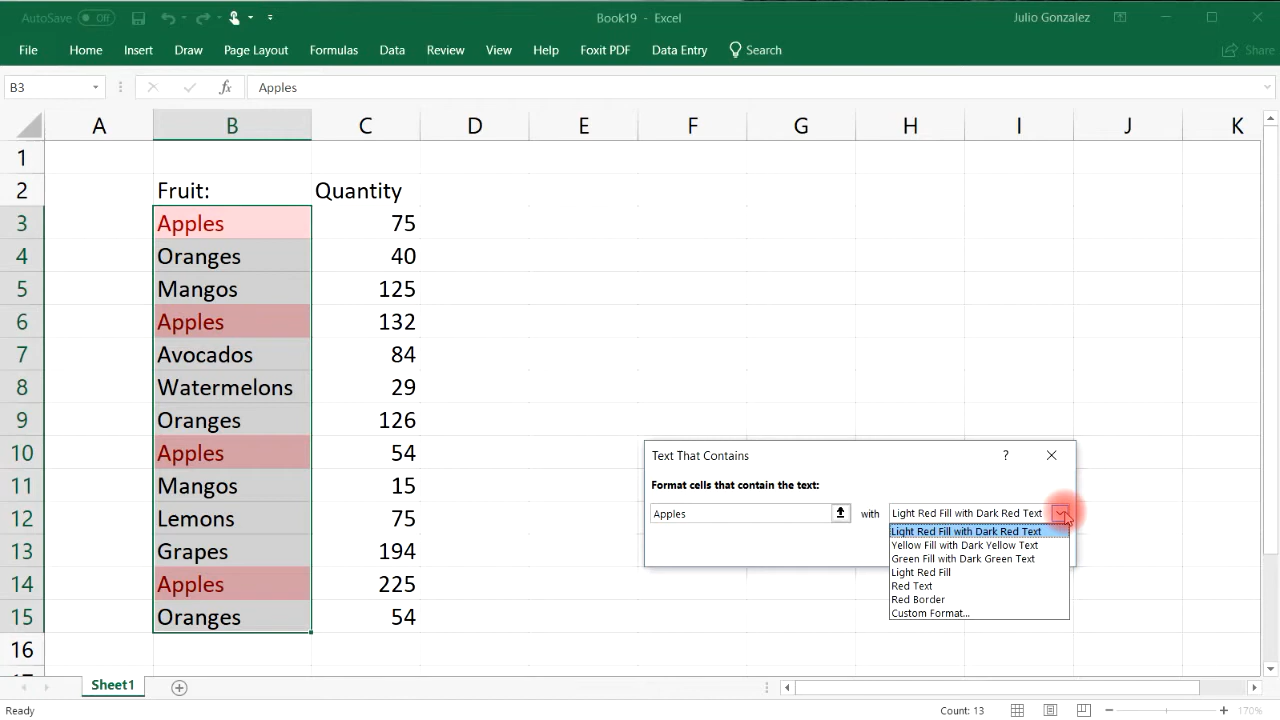 AutoSave Off Book19 - Excel Julio Gonzalez
File Home Insert Draw Page Layout Formulas Data Review View Help Foxit PDF Data Entry Search Share
B3 fx Apples
A B C D E F G H I J K
1
2 Fruit: Quantity
3 Apples 75
4 Oranges 40
5 Mangos 125
6 Apples 132
7 Avocados 84
8 Watermelons 29
9 Oranges 126
10 Apples 54
11 Mangos 15
12 Lemons 75
13 Grapes 194
14 Apples 225
15 Oranges 54
16
Text That Contains ?
Format cells that contain the text:
Apples with Light Red Fill with Dark Red Text
Light Red Fill with Dark Red Text
Yellow Fill with Dark Yellow Text
Green Fill with Dark Green Text
Light Red Fill
Red Text
Red Border
Custom Format...
Sheet1
Ready Count: 13 170%